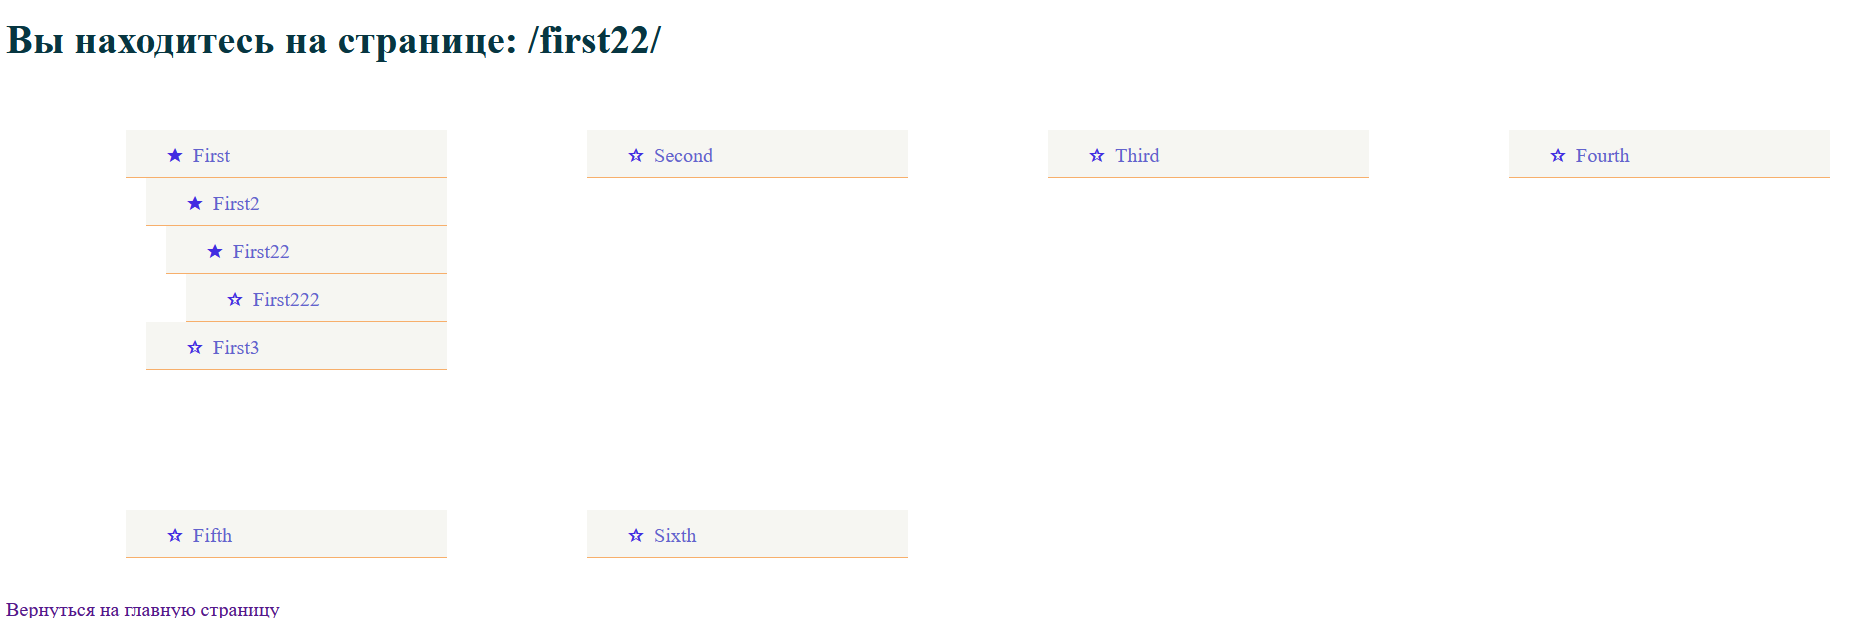 Вы находитесь на странице: /first22/
First
Second
Third
Fourth
First2
First22
First222
First3
Fifth
Sixth
Вернуться на главную страницу